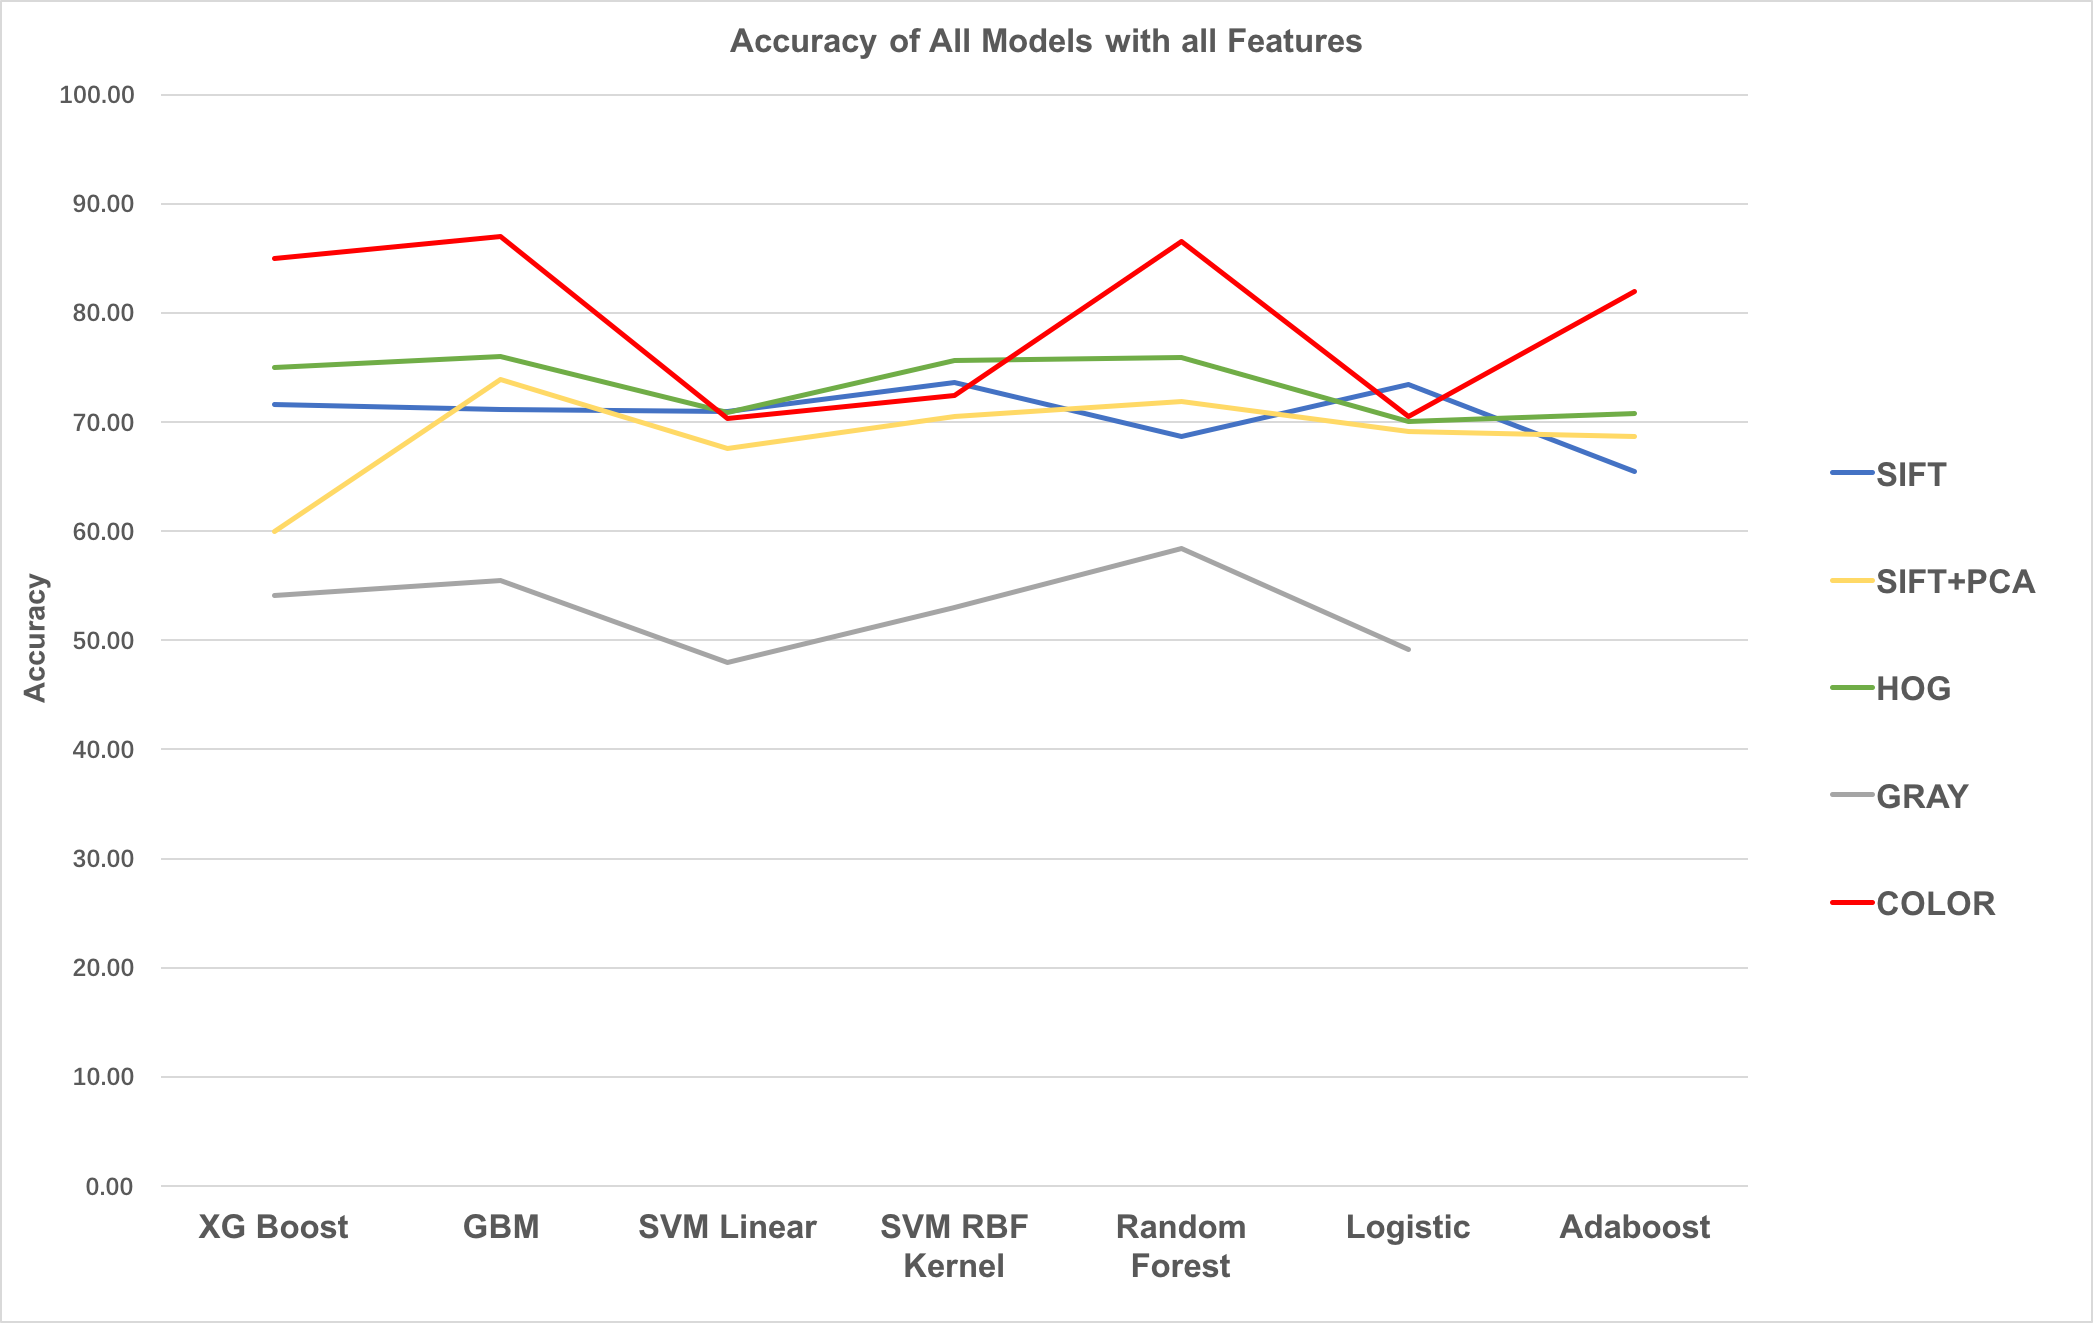 Accuracy of All Models with all Features
100.00
90.00
80.00
70.00
60.00
50.00
40.00
30.00
20.00
10.00
0.00
Accuracy
XG Boost
GBM
SVM Linear
SVM RBF
Kernel
Random
Forest
Logistic
Adaboost
SIFT
SIFT+PCA
HOG
GRAY
COLOR